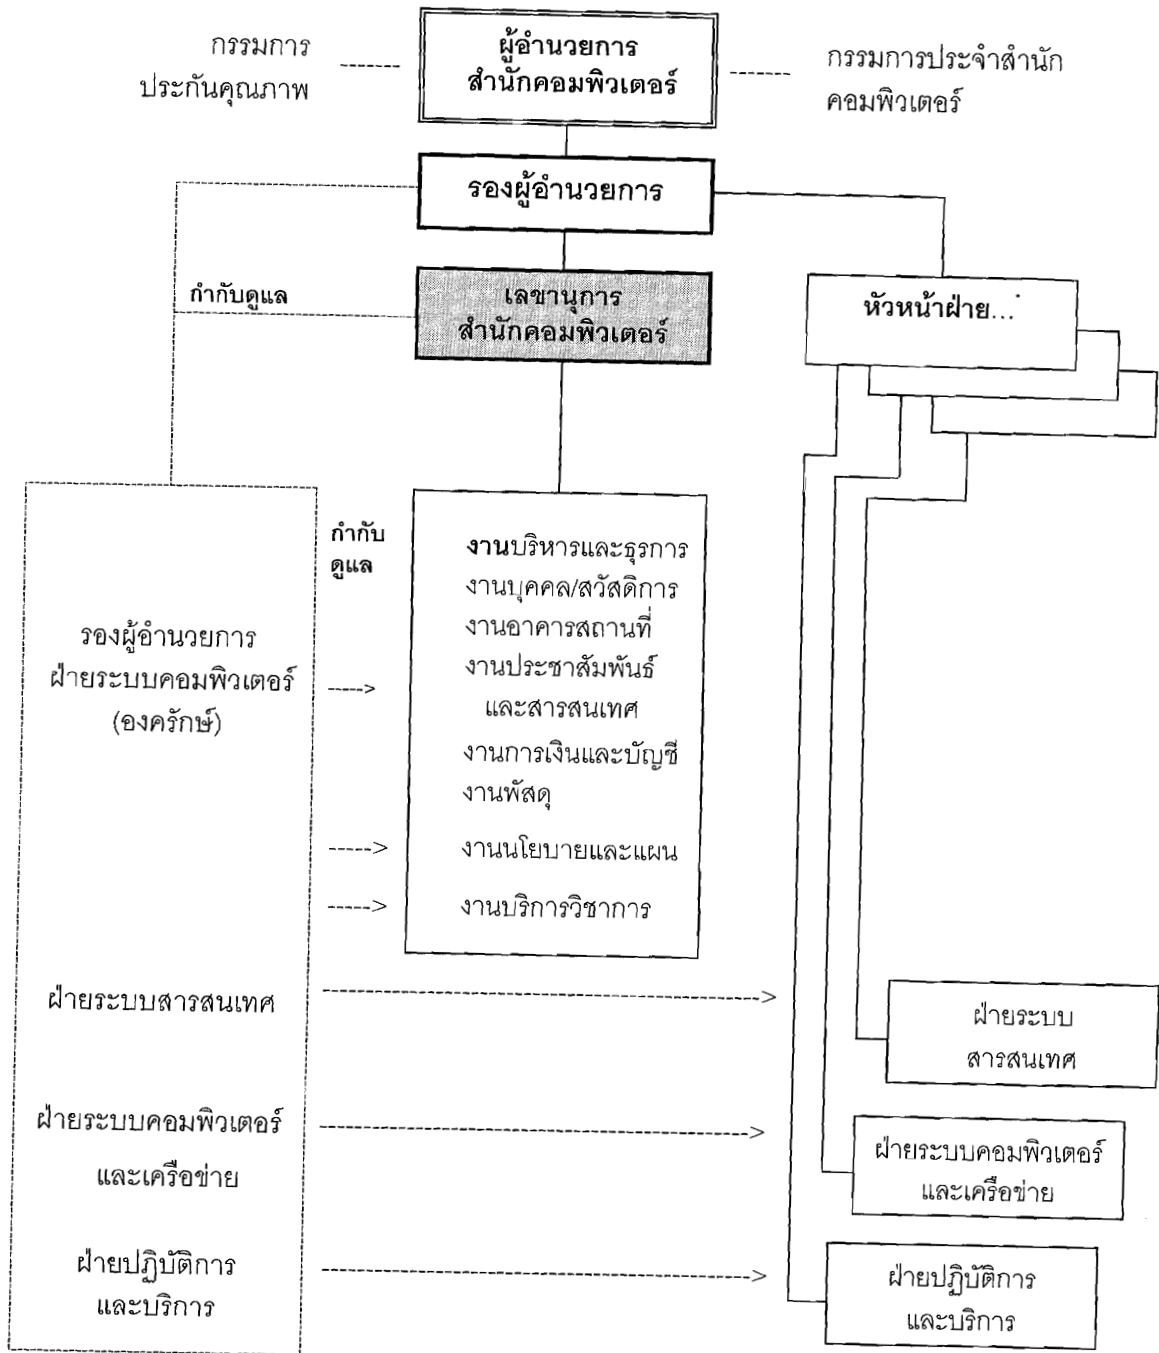 กรรมการ
ประกันคุณภาพ
ผู้อำนวยการ
สำนักคอมพิวเตอร์
กรรมการประจำสำนัก
คอมพิวเตอร์
รองผู้อำนวยการ
กำกับดูแล
เลขานุการ
สำนักคอมพิวเตอร์
หัวหน้าฝ่าย...
กำกับ
ดูแล
รองผู้อำนวยการ
ฝ่ายระบบคอมพิวเตอร์
(องครักษ์)
งานบริหารและธุรการ
งานบุคคล/สวัสดิการ
งานอาคารสถานที่
งานประชาสัมพันธ์
และสารสนเทศ
งานการเงินและบัญชี
งานพัสดุ
งานนโยบายและแผน
งานบริการวิชาการ
ฝ่ายระบบสารสนเทศ
ฝ่ายระบบ
สารสนเทศ
ฝ่ายระบบคอมพิวเตอร์
และเครือข่าย
ฝ่ายระบบคอมพิวเตอร์
และเครือข่าย
ฝ่ายปฏิบัติการ
และบริการ
ฝ่ายปฏิบัติการ
และบริการ